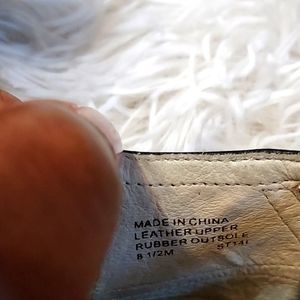 MADE IN CHINA
LEATHER UPPER
RUBBER OUTSOLE
8 1/2M